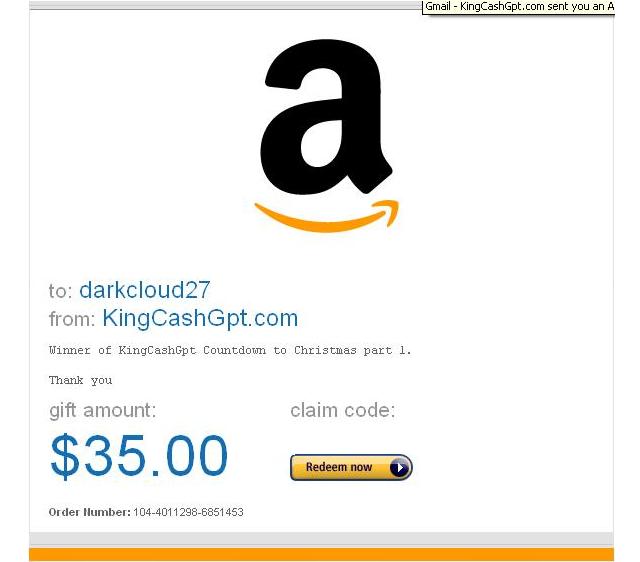 Gmail - KingCashGpt.com sent you an A
a
to: darkcloud27
from: KingCashGpt.com
Winner of KingCashGpt Countdown to Christmas part 1.
Thank you
gift amount: claim code:
$35.00
Redeem now
Order Number: 104-4011298-6851453